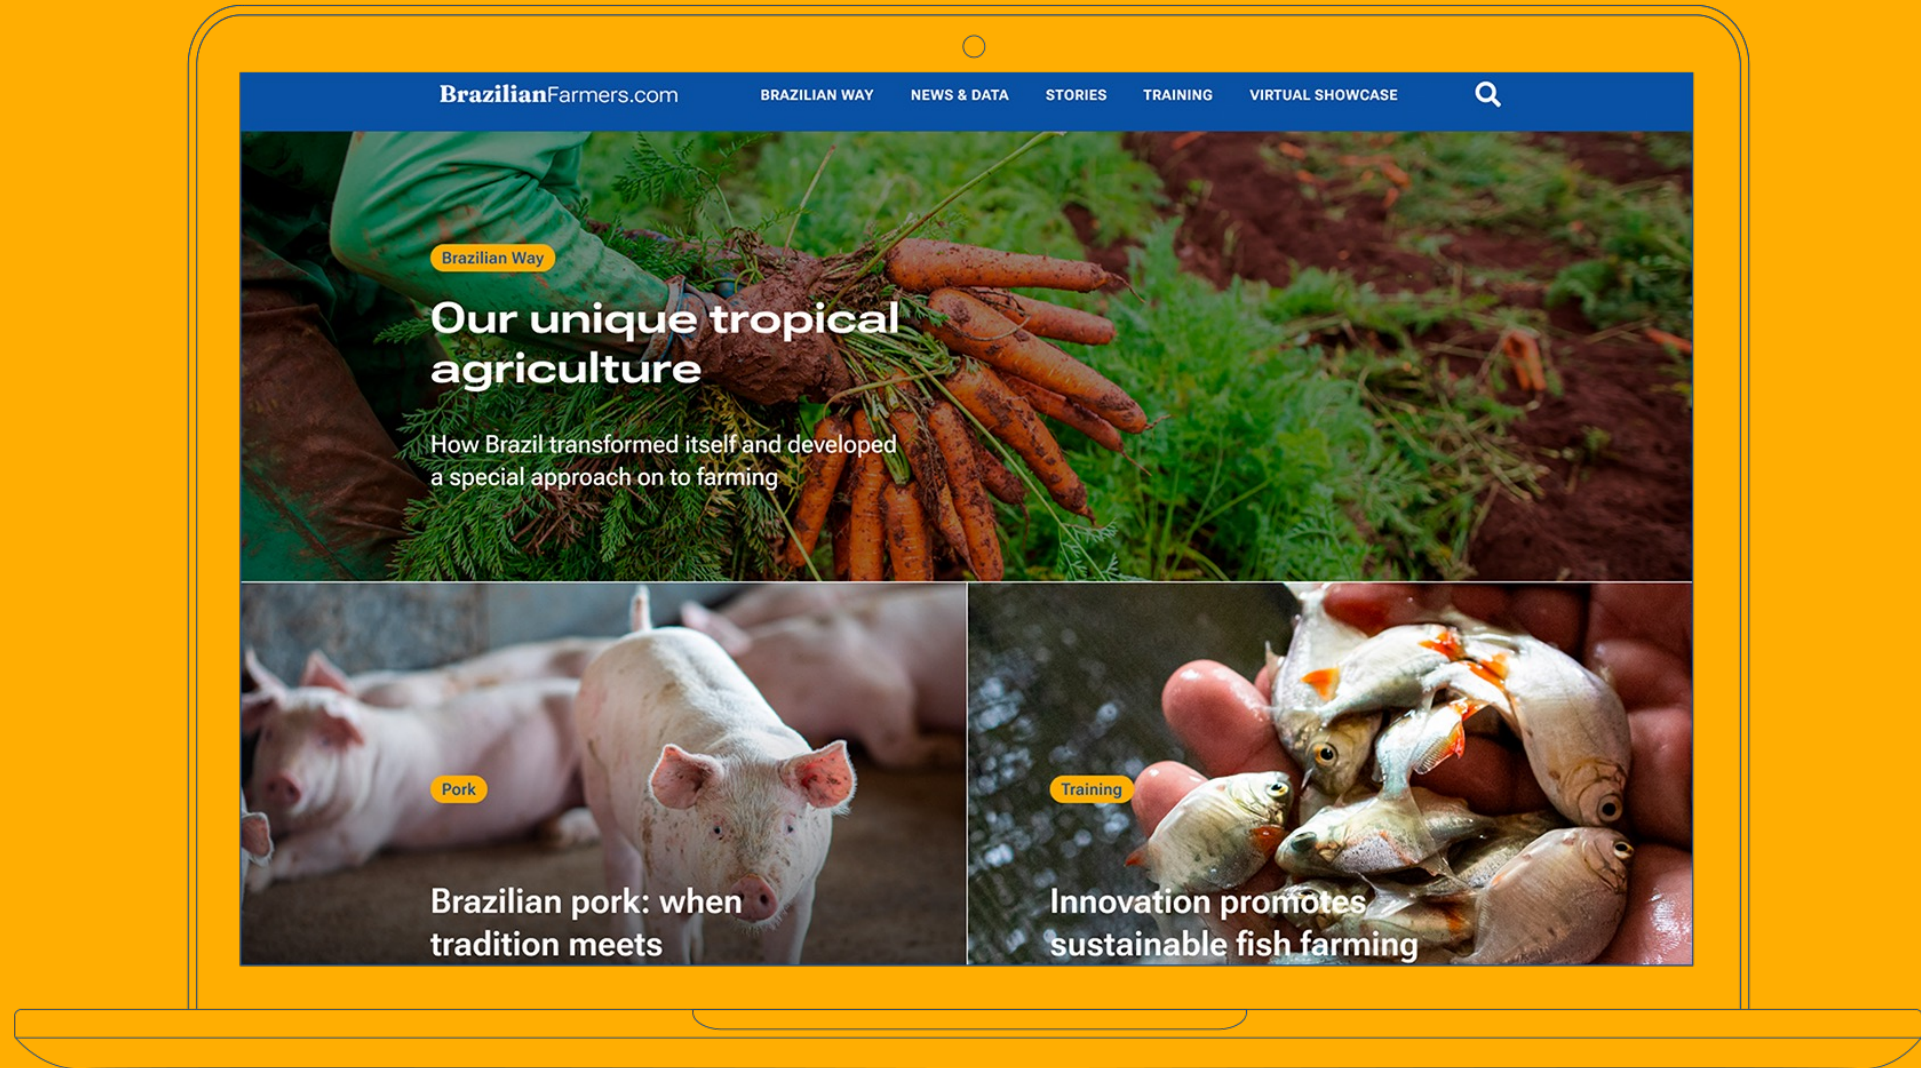 BrazilianFarmers.com
BRAZILIAN WAY
NEWS & DATA
STORIES
TRAINING
VIRTUAL SHOWCASE
Brazilian Way
Our unique tropical
agriculture
How Brazil transformed itself and developed
a special approach on to farming
Pork
Brazilian pork: when
tradition meets
Training
Innovation promotes
sustainable fish farming